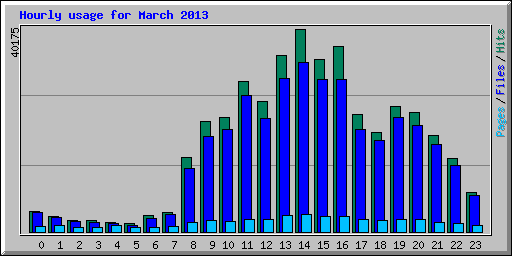 Hourly usage for March 2013
40175
Pages / Files / Hits
0 1 2 3 4 5 6 7 8 9 10 11 12 13 14 15 16 17 18 19 20 21 22 23